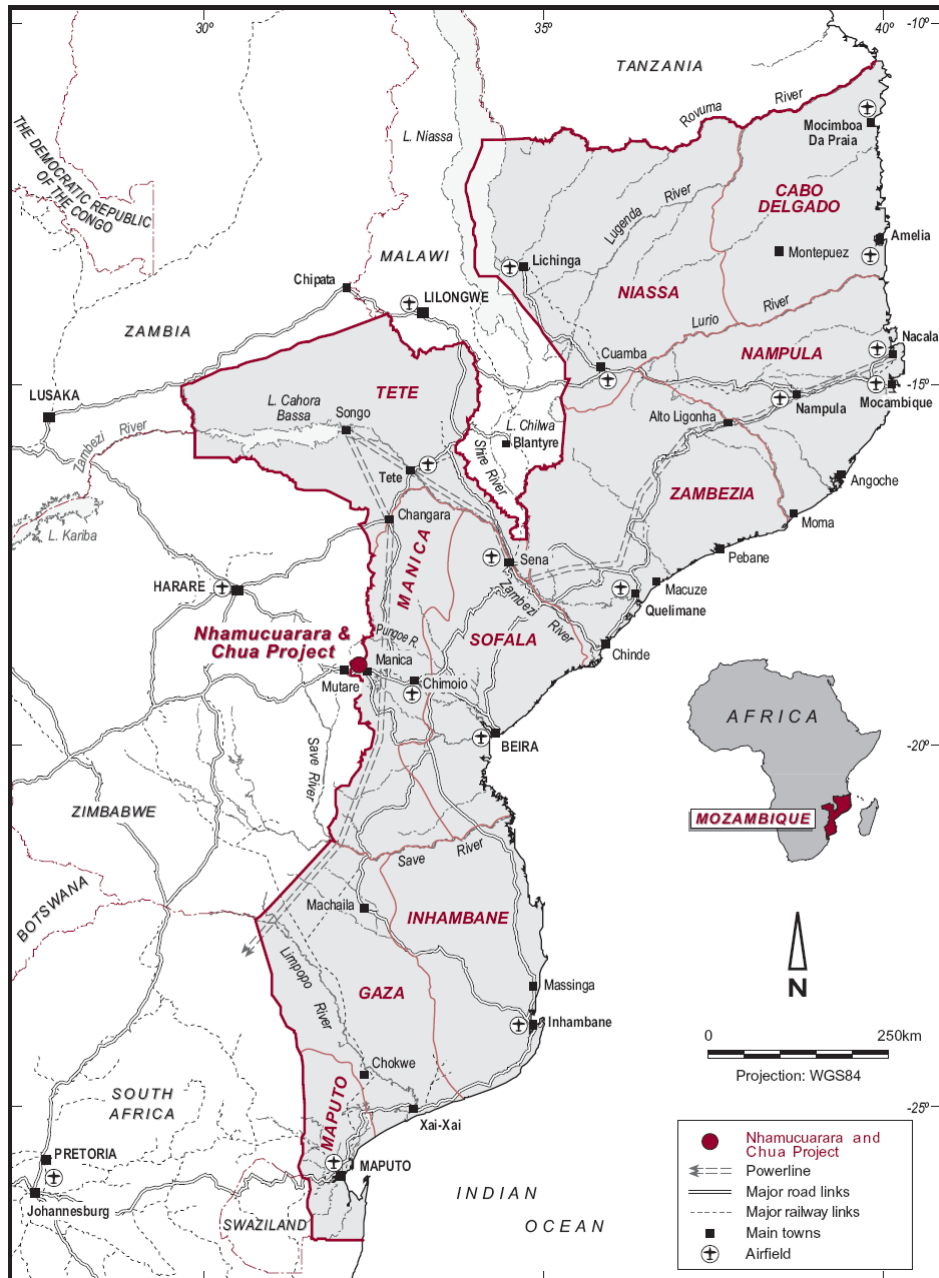 30º
35º
40º
-10º
TANZANIA
Rovuma River
L. Niassa
Mocimboa
Da Praia
THE DEMOCRATIC REPUBLIC
OF THE CONGO
CABO
DELGADO
Lugenda River
Amelia
Montepuez
MALAWI
Lichinga
Chipata
NIASSA
LILONGWE
Lurio River
ZAMBIA
Nacala
NAMPULA
Cuamba
-15º
TETE
LUSAKA
L. Cahora
Bassa
Songo
Nampula
Mocambique
Alto Ligonha
L. Chilwa
Blantyre
Zambezi River
Shire River
Tete
Angoche
ZAMBEZIA
Changara
Moma
L. Kariba
MANICA
Pebane
Sena
HARARE
Macuze
Quelimane
Zambezi River
Nhamucuarara &
Chua Project
Pungoe R.
SOFALA
Chinde
Manica
Mutare
Chimoio
AFRICA
BEIRA
-20º
Save River
ZIMBABWE
MOZAMBIQUE
Save River
BOTSWANA
Machaila
INHAMBANE
Limpopo River
N
GAZA
Massinga
Inhambane
0 250km
Projection: WGS84
Chokwe
SOUTH
AFRICA
MAPUTO
Xai-Xai
-25º
PRETORIA
MAPUTO
Johannesburg
SWAZILAND
INDIAN
OCEAN
Nhamucuarara and
Chua Project
Powerline
Major road links
Major railway links
Main towns
Airfield